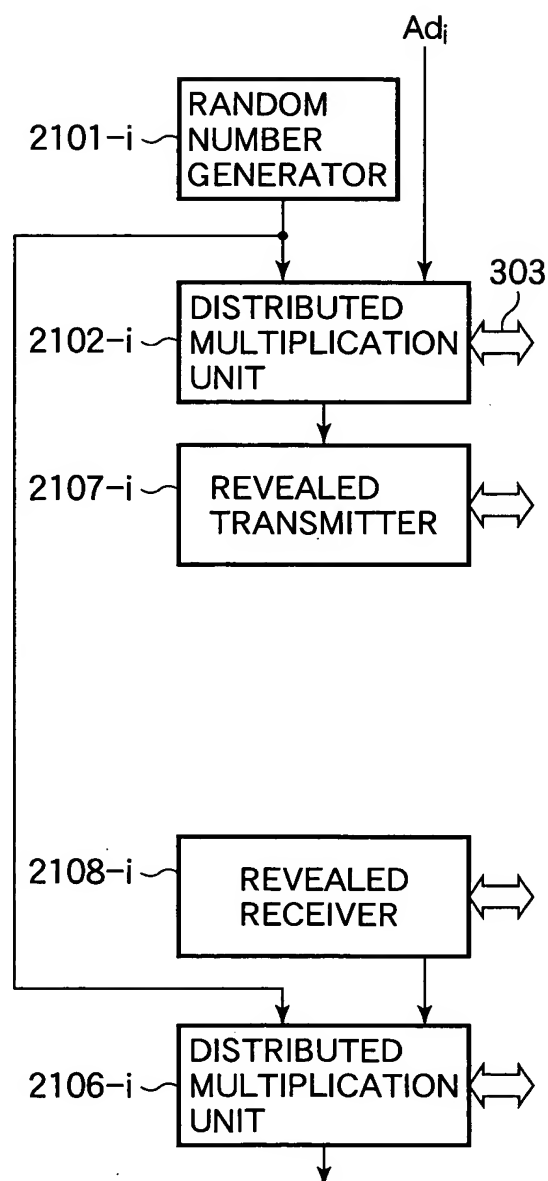 Adi
RANDOM
2101-i NUMBER
GENERATOR
303
DISTRIBUTED
2102-i MULTIPLICATION
UNIT
2107-i REVEALED
TRANSMITTER
2108-i REVEALED
RECEIVER
DISTRIBUTED
2106-i MULTIPLICATION
UNIT